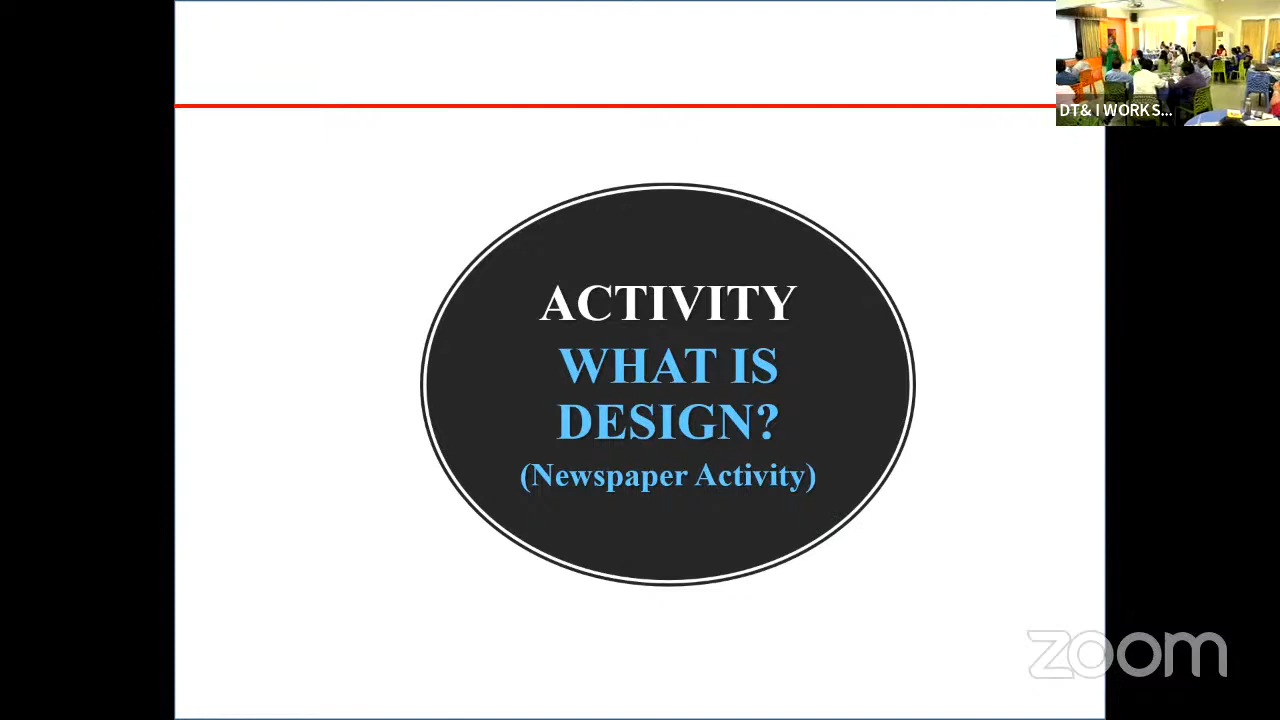 DT& I WORKS...
ACTIVITY
WHAT IS
DESIGN?
(Newspaper Activity)
zoom